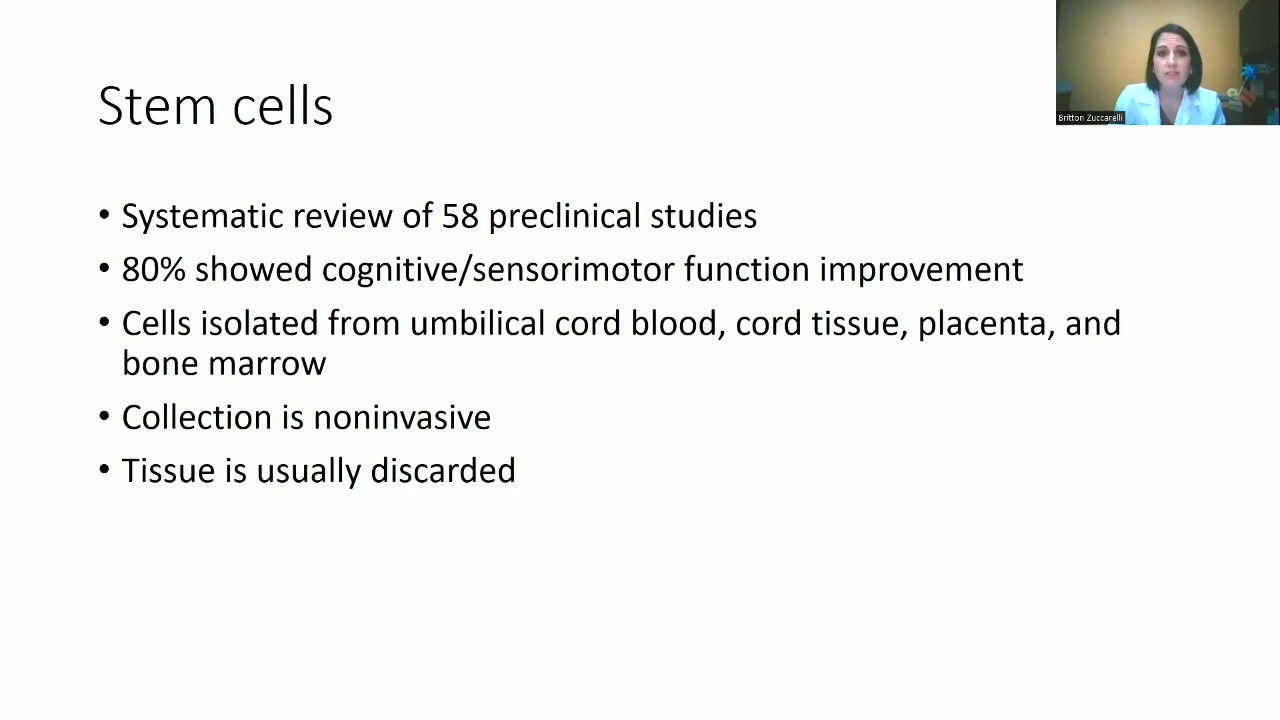 Stem cells
Britton Zuccarelli
• Systematic review of 58 preclinical studies
• 80% showed cognitive/sensorimotor function improvement
• Cells isolated from umbilical cord blood, cord tissue, placenta, and
bone marrow
• Collection is noninvasive
• Tissue is usually discarded